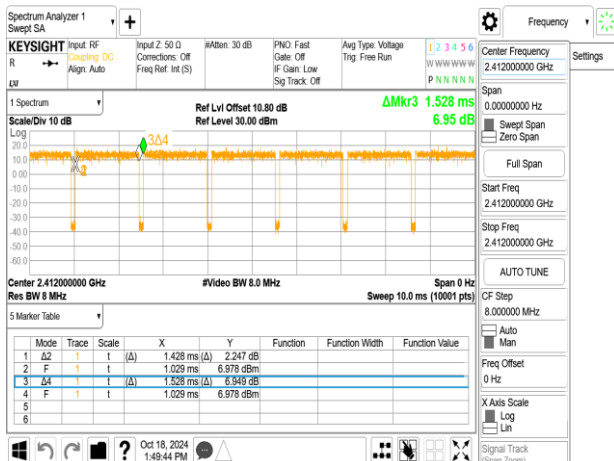 Spectrum Analyzer 1
Swept SA
Frequency
Settings
KEYSIGHT
Input: RF
Coupling: DC
Align: Auto
Input Z: 50 Ω
Corrections: Off
Freq Ref: Int (S)
#Atten: 30 dB
PNO: Fast
Gate: Off
IF Gain: Low
Sig Track: Off
Avg Type: Voltage
Trig: Free Run
1 2 3 4 5 6
W W W W W W
P N N N N N
R
LXI
1 Spectrum
Scale/Div 10 dB
Ref Lvl Offset 10.80 dB
Ref Level 30.00 dBm
ΔMkr3 1.528 ms
6.95 dB
Log
20.0
10.0
0.00
-10.0
-20.0
-30.0
-40.0
-50.0
-60.0
3Δ4
Center 2.412000000 GHz
Res BW 8 MHz
#Video BW 8.0 MHz
Span 0 Hz
Sweep 10.0 ms (10001 pts)
5 Marker Table
Mode Trace Scale X Y Function Function Width Function Value
1 Δ2 1 t (Δ) 1.428 ms (Δ) 2.247 dB
2 F 1 t 1.029 ms 6.978 dBm
3 Δ4 1 t (Δ) 1.528 ms (Δ) 6.949 dB
4 F 1 t 1.029 ms 6.978 dBm
5
6
Oct 18, 2024
1:49:44 PM
Center Frequency
2.412000000 GHz
Span
0.00000000 Hz
Swept Span
Zero Span
Full Span
Start Freq
2.412000000 GHz
Stop Freq
2.412000000 GHz
AUTO TUNE
CF Step
8.000000 MHz
Auto
Man
Freq Offset
0 Hz
X Axis Scale
Log
Lin
Signal Track
(Span Zoom)